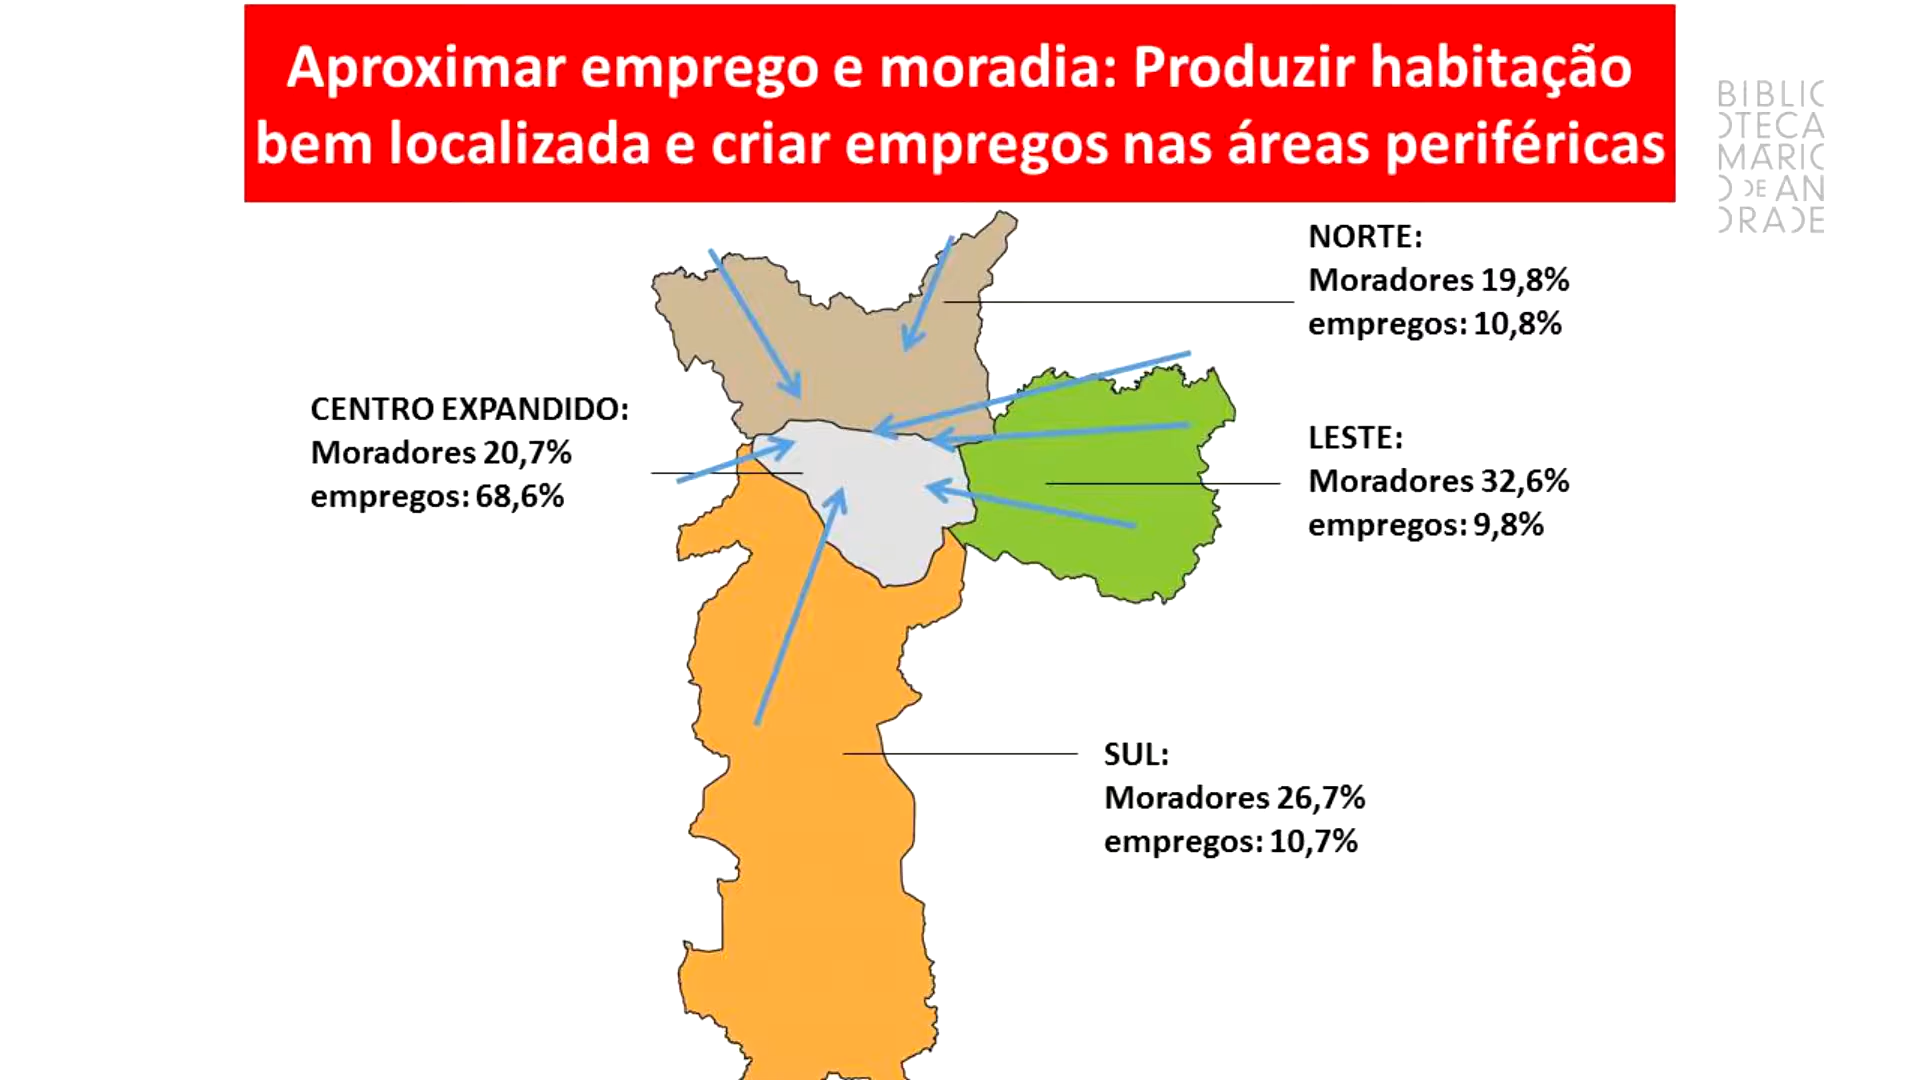 Aproximar emprego e moradia: Produzir habitação
bem localizada e criar empregos nas áreas periféricas
BIBLIC
OTECA
MÁRIC
O DE AN
DRADE
NORTE:
Moradores 19,8%
empregos: 10,8%
CENTRO EXPANDIDO:
Moradores 20,7%
empregos: 68,6%
LESTE:
Moradores 32,6%
empregos: 9,8%
SUL:
Moradores 26,7%
empregos: 10,7%